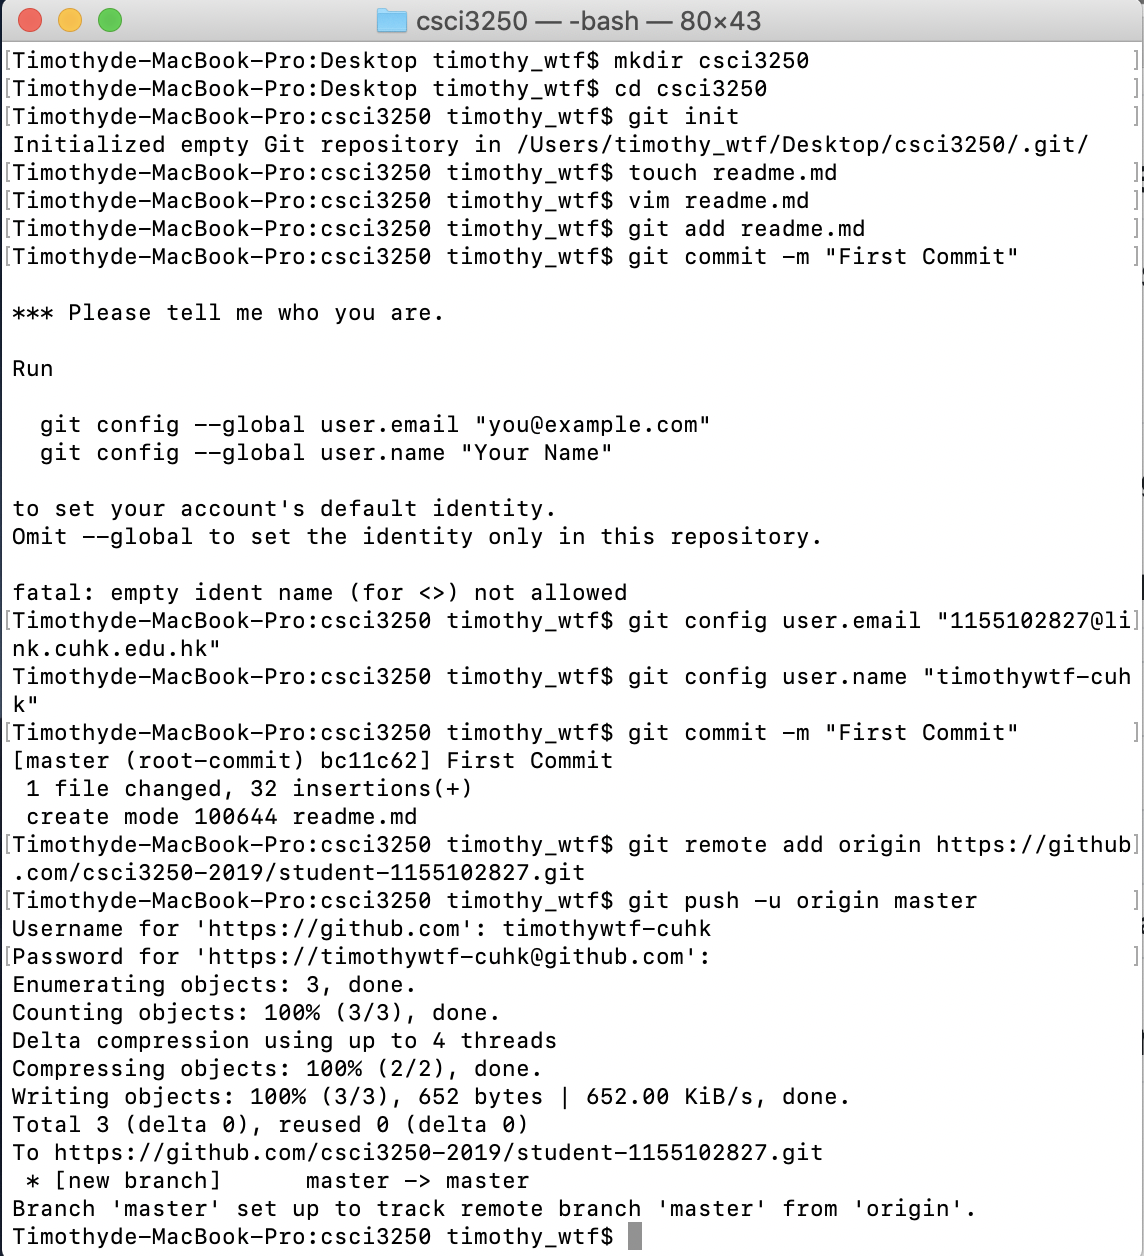 csci3250 — -bash — 80×43
[Timothyde-MacBook-Pro:Desktop timothy_wtf$ mkdir csci3250 ]
[Timothyde-MacBook-Pro:Desktop timothy_wtf$ cd csci3250 ]
[Timothyde-MacBook-Pro:csci3250 timothy_wtf$ git init ]
Initialized empty Git repository in /Users/timothy_wtf/Desktop/csci3250/.git/
[Timothyde-MacBook-Pro:csci3250 timothy_wtf$ touch readme.md ]
[Timothyde-MacBook-Pro:csci3250 timothy_wtf$ vim readme.md ]
[Timothyde-MacBook-Pro:csci3250 timothy_wtf$ git add readme.md ]
[Timothyde-MacBook-Pro:csci3250 timothy_wtf$ git commit -m "First Commit" ]
*** Please tell me who you are.
Run
  git config --global user.email "you@example.com"
  git config --global user.name "Your Name"
to set your account's default identity.
Omit --global to set the identity only in this repository.
fatal: empty ident name (for <>) not allowed
[Timothyde-MacBook-Pro:csci3250 timothy_wtf$ git config user.email "1155102827@li]
nk.cuhk.edu.hk"
Timothyde-MacBook-Pro:csci3250 timothy_wtf$ git config user.name "timothywtf-cuh
k"
[Timothyde-MacBook-Pro:csci3250 timothy_wtf$ git commit -m "First Commit" ]
[master (root-commit) bc11c62] First Commit
 1 file changed, 32 insertions(+)
 create mode 100644 readme.md
[Timothyde-MacBook-Pro:csci3250 timothy_wtf$ git remote add origin https://github]
.com/csci3250-2019/student-1155102827.git
[Timothyde-MacBook-Pro:csci3250 timothy_wtf$ git push -u origin master ]
Username for 'https://github.com': timothywtf-cuhk
[Password for 'https://timothywtf-cuhk@github.com': ]
Enumerating objects: 3, done.
Counting objects: 100% (3/3), done.
Delta compression using up to 4 threads
Compressing objects: 100% (2/2), done.
Writing objects: 100% (3/3), 652 bytes | 652.00 KiB/s, done.
Total 3 (delta 0), reused 0 (delta 0)
To https://github.com/csci3250-2019/student-1155102827.git
 * [new branch]      master -> master
Branch 'master' set up to track remote branch 'master' from 'origin'.
Timothyde-MacBook-Pro:csci3250 timothy_wtf$